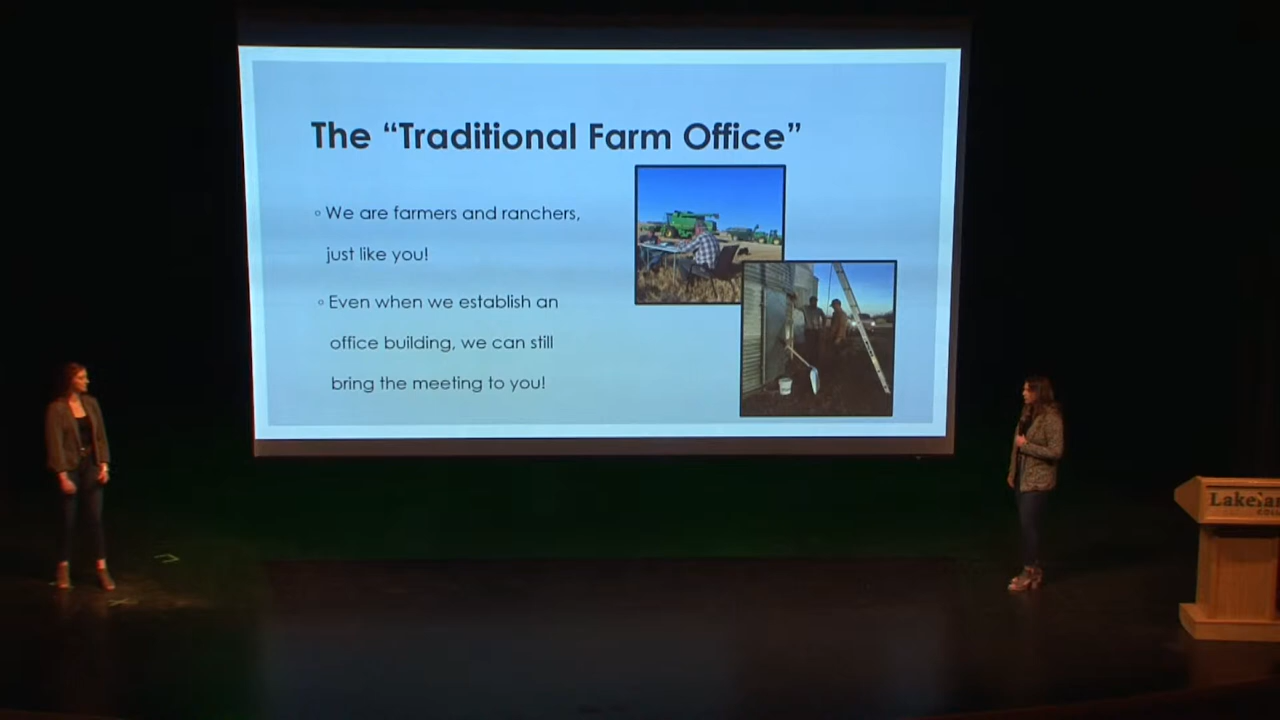 The “Traditional Farm Office”
◦ We are farmers and ranchers,
just like you!
◦ Even when we establish an
office building, we can still
bring the meeting to you!